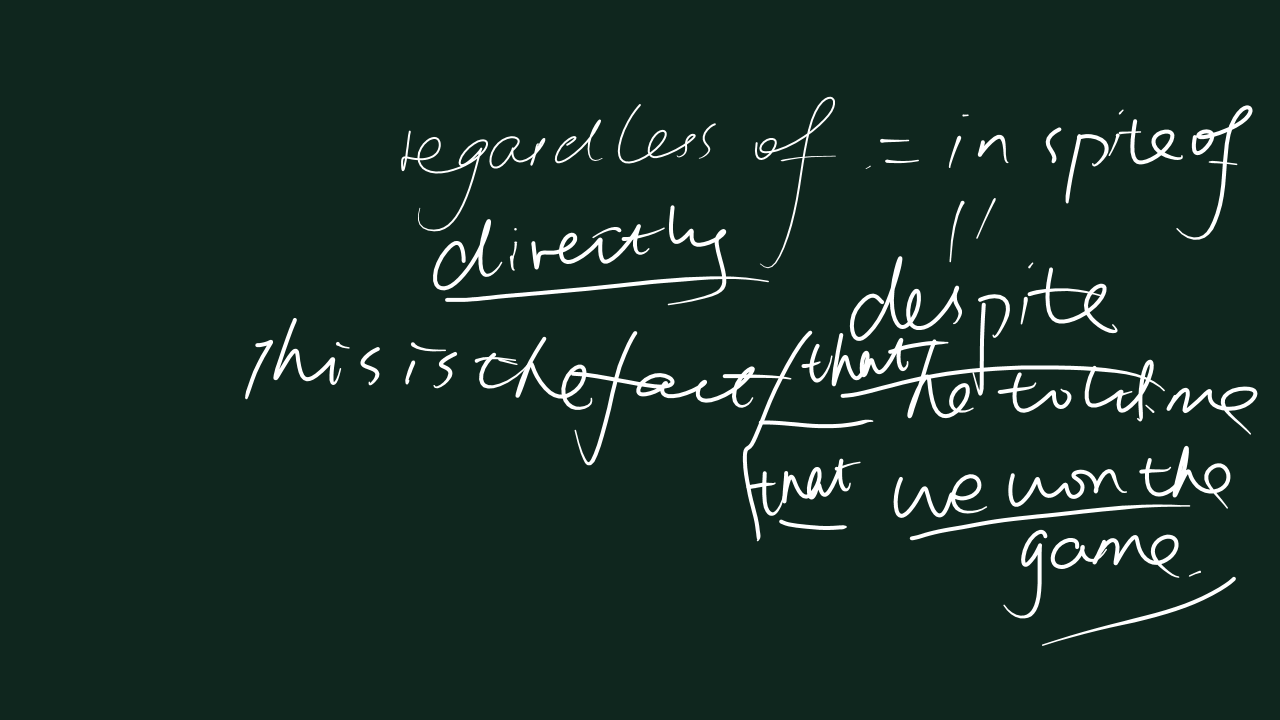 regardless of = in spite of
directly
"
despite
This is the fact that he told me
that we won the
game.